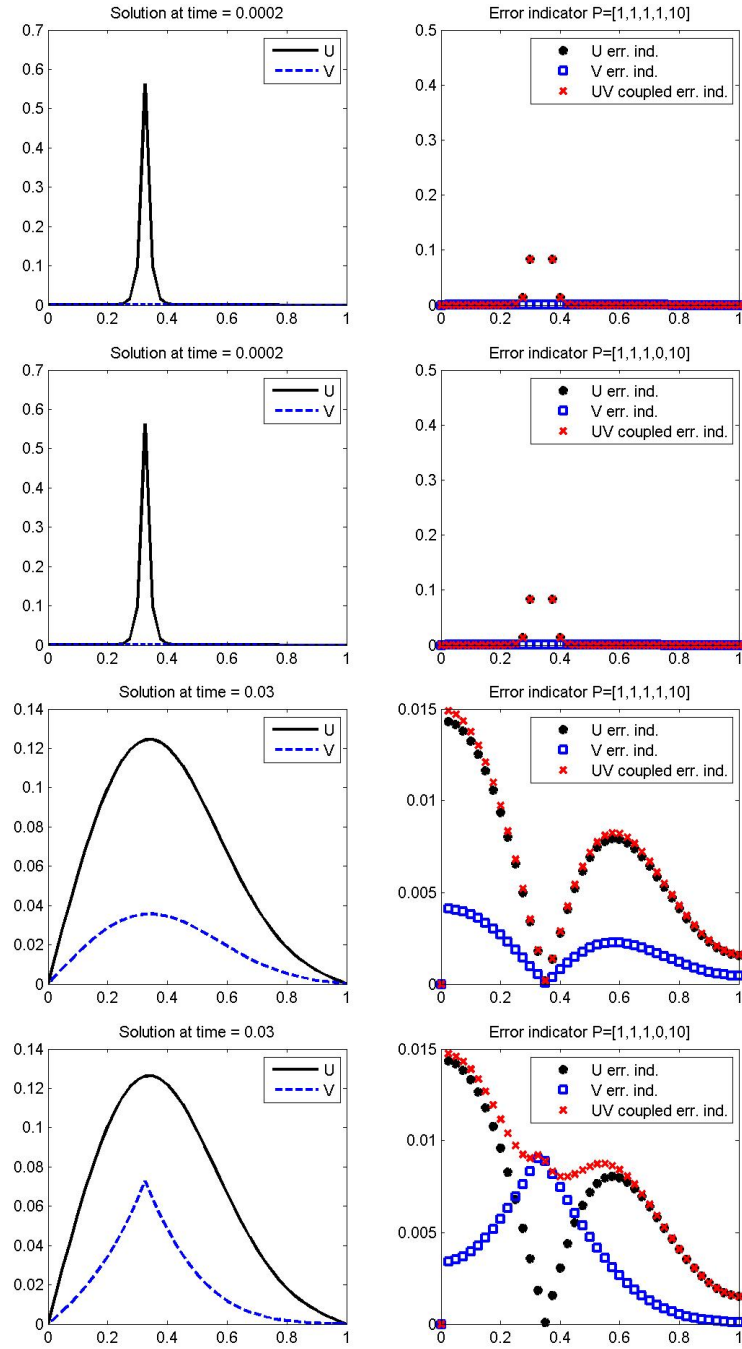 Solution at time = 0.0002
0.7
0.6
0.5
0.4
0.3
0.2
0.1
0
0 0.2 0.4 0.6 0.8 1
U
V
Error indicator P=[1,1,1,1,10]
0.5
0.4
0.3
0.2
0.1
0
0 0.2 0.4 0.6 0.8 1
U err. ind.
V err. ind.
UV coupled err. ind.
Solution at time = 0.0002
0.7
0.6
0.5
0.4
0.3
0.2
0.1
0
0 0.2 0.4 0.6 0.8 1
U
V
Error indicator P=[1,1,1,0,10]
0.5
0.4
0.3
0.2
0.1
0
0 0.2 0.4 0.6 0.8 1
U err. ind.
V err. ind.
UV coupled err. ind.
Solution at time = 0.03
0.14
0.12
0.1
0.08
0.06
0.04
0.02
0
0 0.2 0.4 0.6 0.8 1
U
V
Error indicator P=[1,1,1,1,10]
0.015
0.01
0.005
0
0 0.2 0.4 0.6 0.8 1
U err. ind.
V err. ind.
UV coupled err. ind.
Solution at time = 0.03
0.14
0.12
0.1
0.08
0.06
0.04
0.02
0
0 0.2 0.4 0.6 0.8 1
U
V
Error indicator P=[1,1,1,0,10]
0.015
0.01
0.005
0
0 0.2 0.4 0.6 0.8 1
U err. ind.
V err. ind.
UV coupled err. ind.